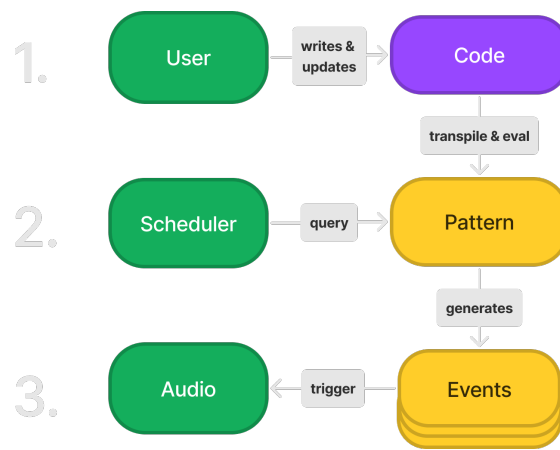 1.
User
writes &
updates
Code
transpile & eval
2.
Scheduler
query
Pattern
generates
3.
Audio
trigger
Events